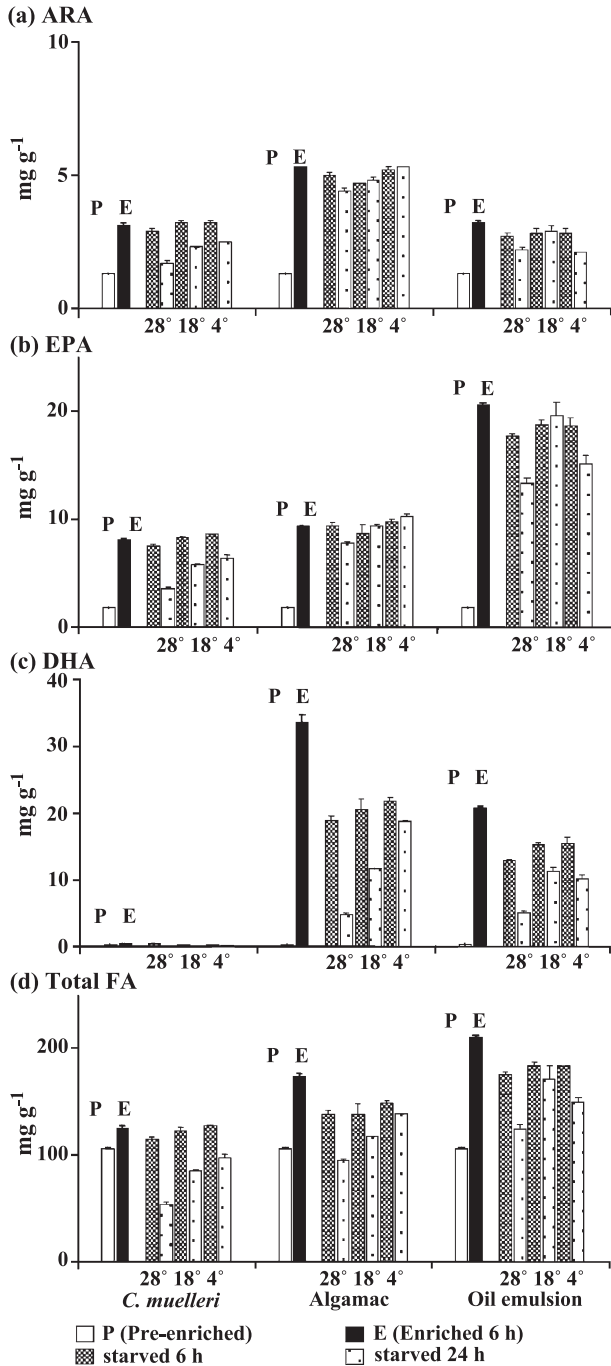 (a) ARA
10
5
0
mg g-1
P E
P E
P E
28° 18° 4°
28° 18° 4°
28° 18° 4°
(b) EPA
20
10
0
mg g-1
P E
P E
P E
28° 18° 4°
28° 18° 4°
28° 18° 4°
(c) DHA
40
30
20
10
0
mg g-1
P E
P E
P E
28° 18° 4°
28° 18° 4°
28° 18° 4°
(d) Total FA
200
100
0
mg g-1
P E
P E
P E
28° 18° 4°
28° 18° 4°
28° 18° 4°
C. muelleri
Algamac
Oil emulsion
P (Pre-enriched)
E (Enriched 6 h)
starved 6 h
starved 24 h